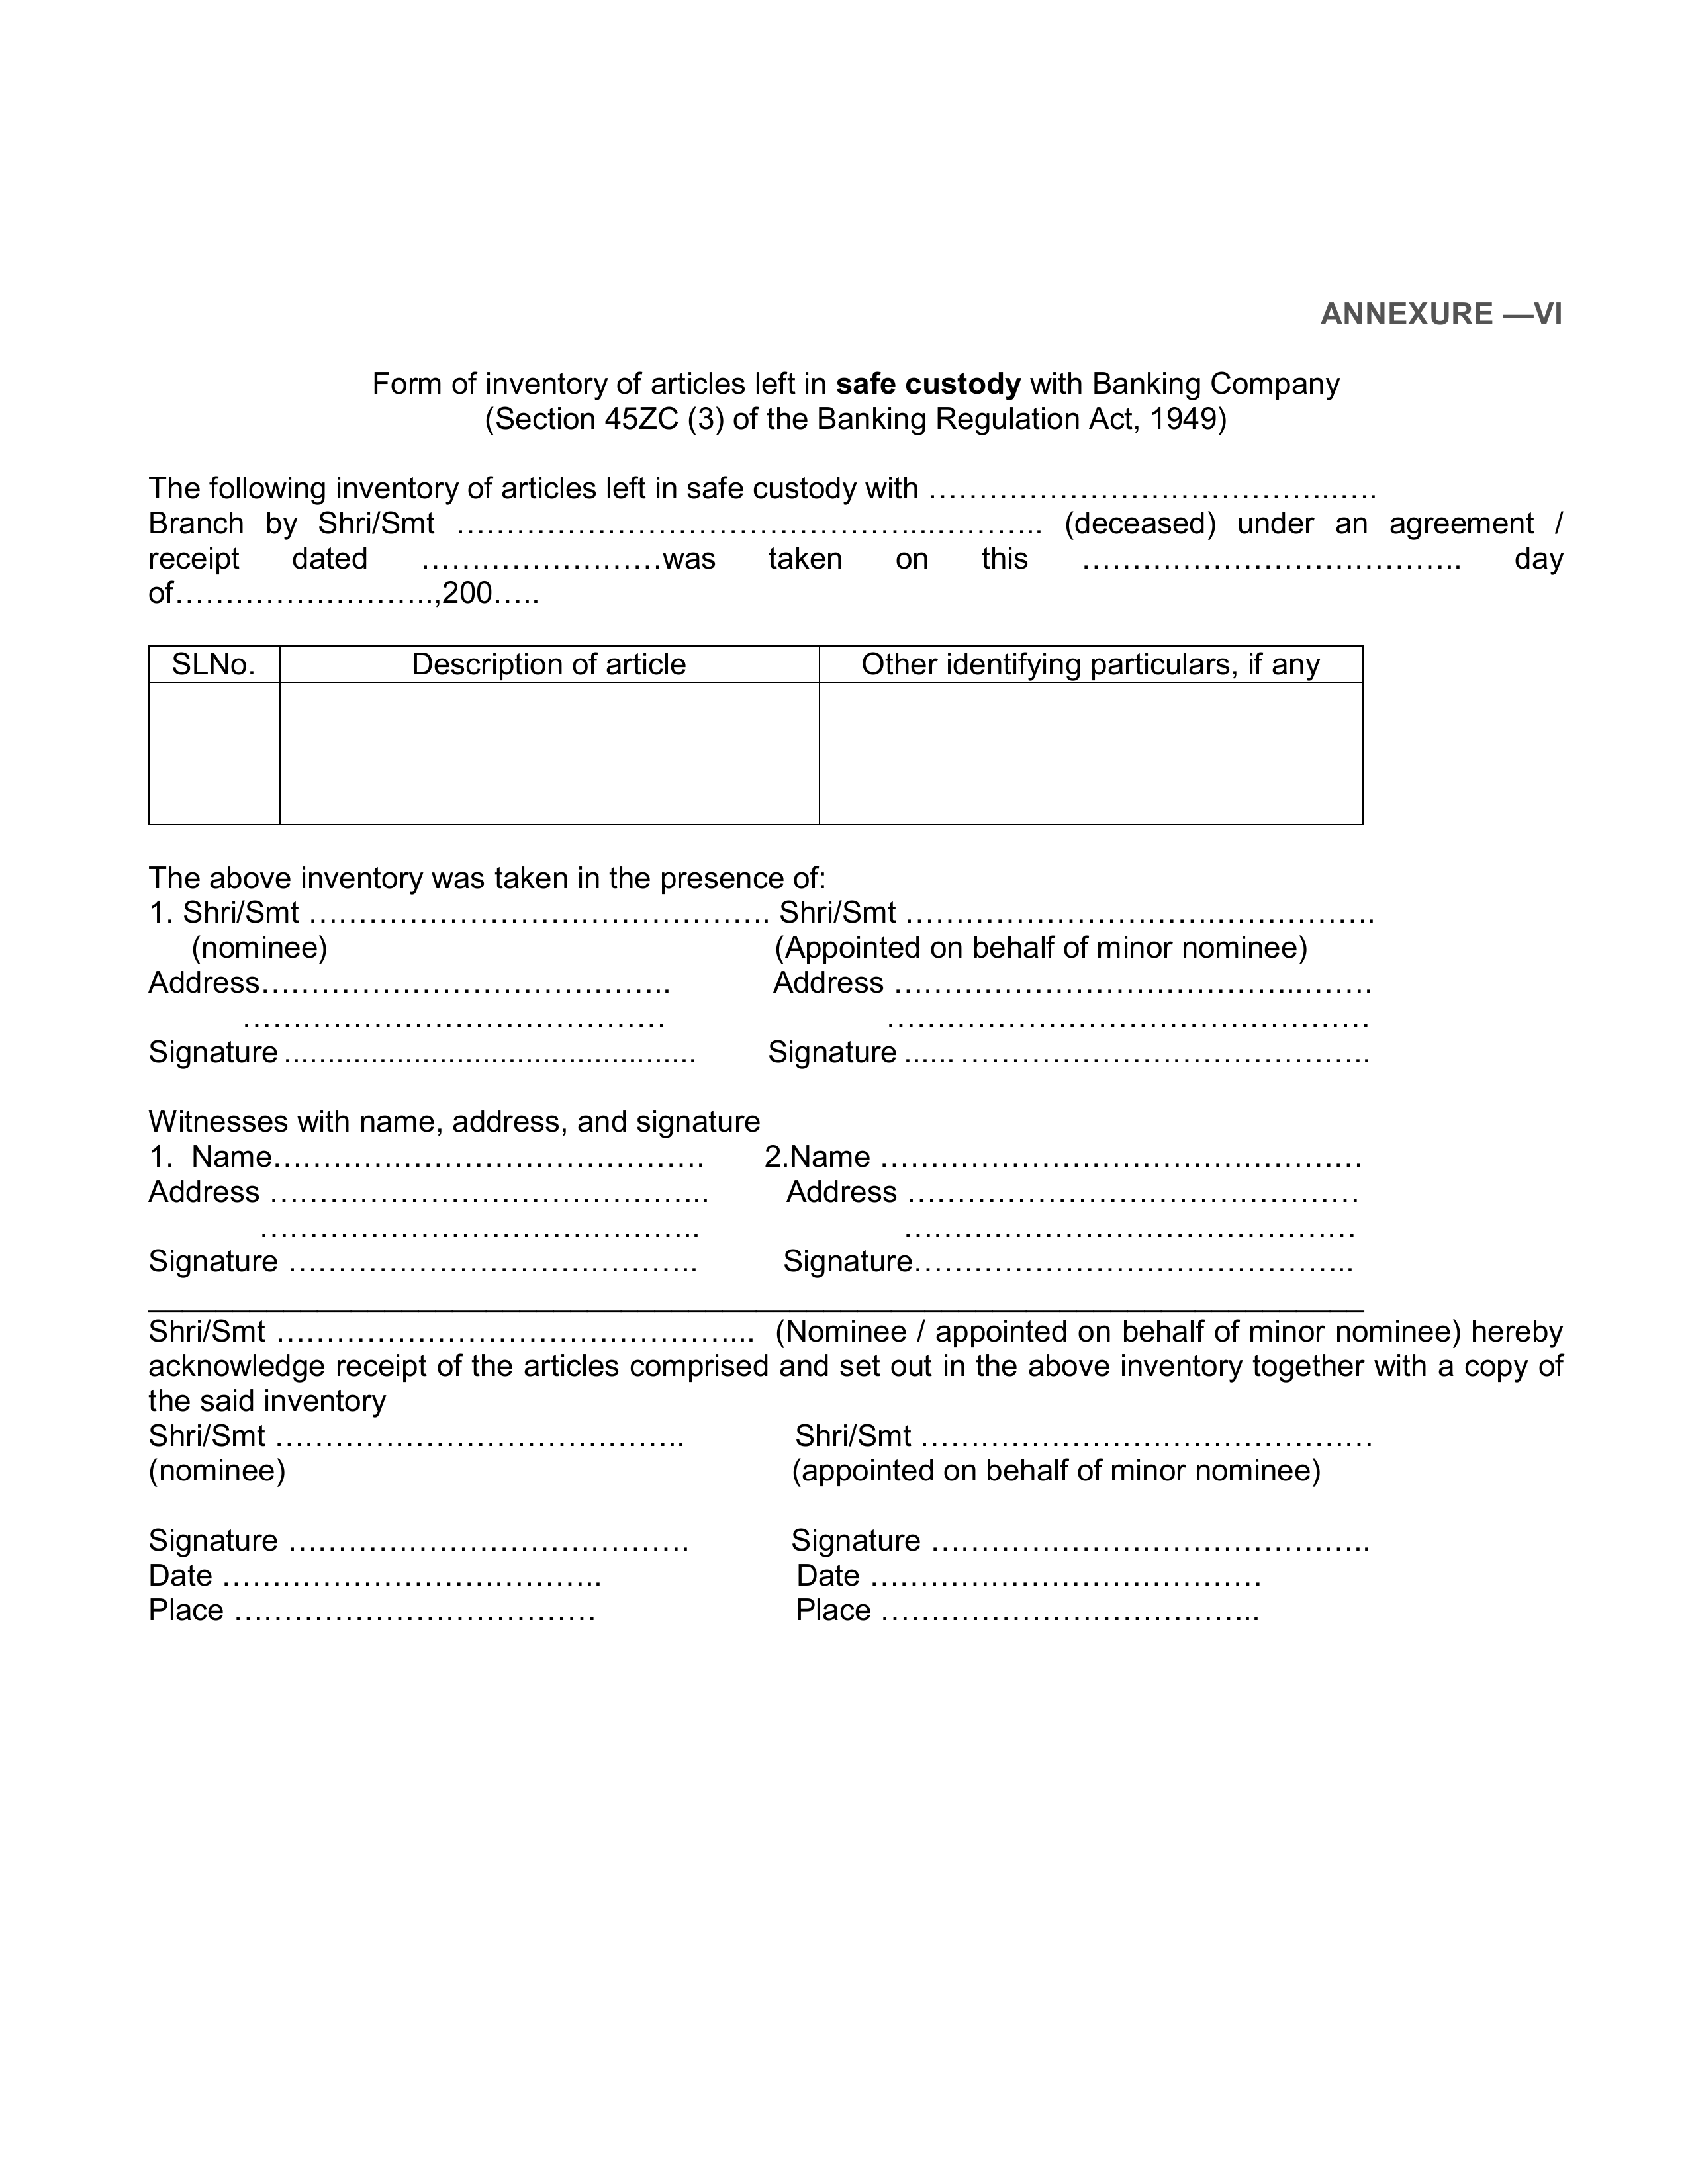 ANNEXURE —VI
Form of inventory of articles left in safe custody with Banking Company
(Section 45ZC (3) of the Banking Regulation Act, 1949)
The following inventory of articles left in safe custody with ……………………………………..…..
Branch by Shri/Smt ………………………………………...……….. (deceased) under an agreement /
receipt dated ……………………was taken on this ……………………………….. day
of……………………..,200…..
SLNo. Description of article Other identifying particulars, if any
The above inventory was taken in the presence of:
1. Shri/Smt ………………………………………. Shri/Smt ……………………………………….
(nominee) (Appointed on behalf of minor nominee)
Address………………………………….. Address …………………………………..…….
…………………………………… …………………………………………
Signature ................................................. Signature ...... …………………………………..
Witnesses with name, address, and signature
1. Name……………………………………. 2.Name …………………………………………
Address …………………………………….. Address ………………………………………
…………………………………….. ………………………………………
Signature ………………………………….. Signature……………………………………..
Shri/Smt ………………………………………... (Nominee / appointed on behalf of minor nominee) hereby
acknowledge receipt of the articles comprised and set out in the above inventory together with a copy of
the said inventory
Shri/Smt ………………………………….. Shri/Smt ………………………………………
(nominee) (appointed on behalf of minor nominee)
Signature …………………………………. Signature ……………………………………..
Date ……………………………….. Date …………………………………
Place ……………………………… Place ………………………………..